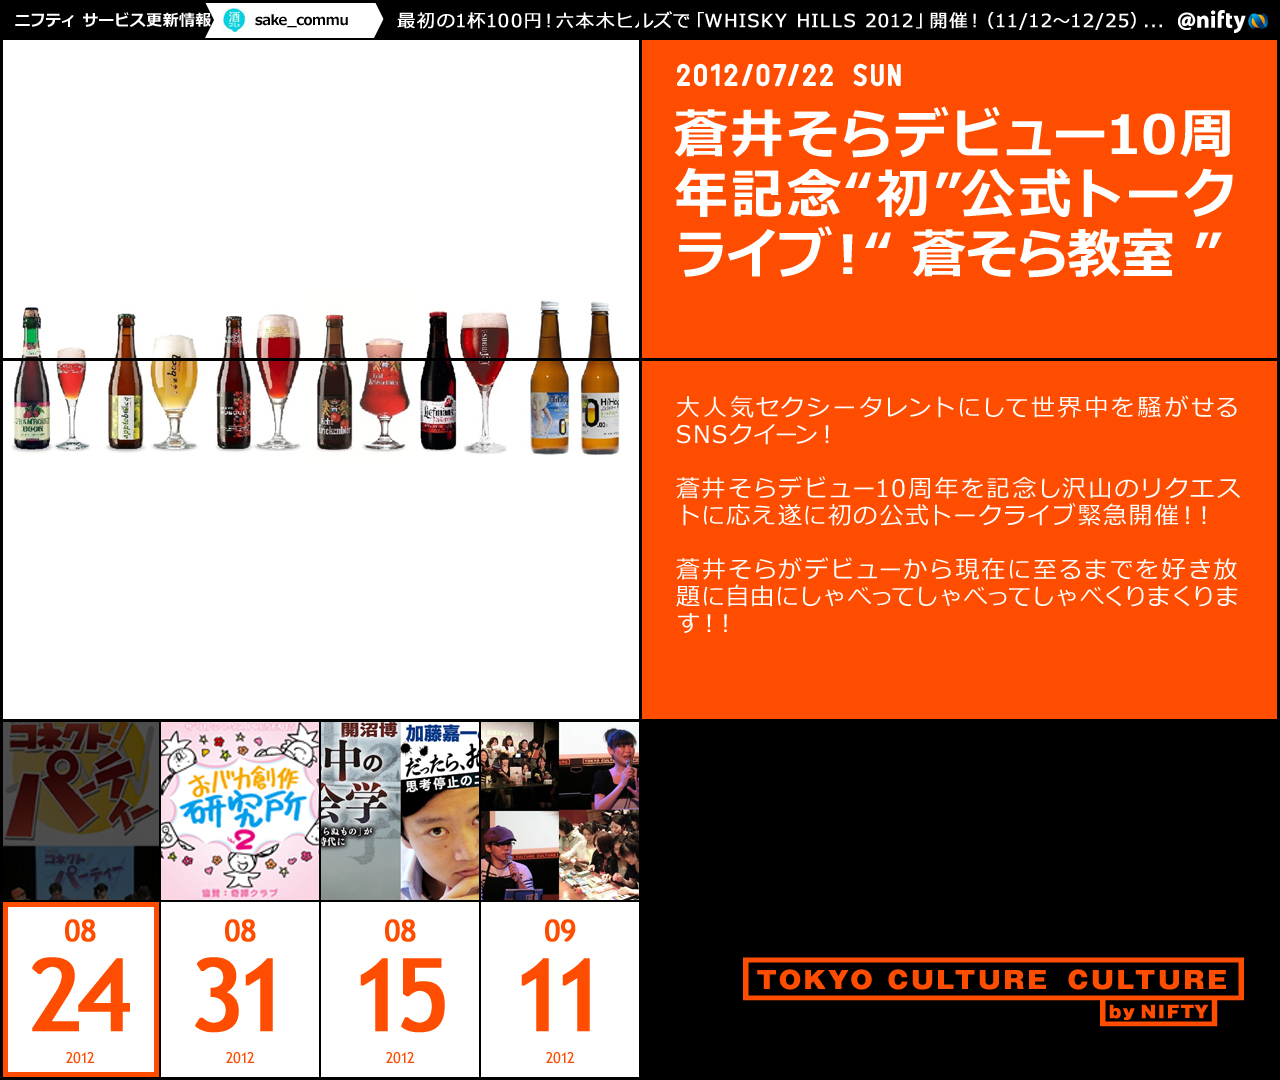 ニフティ サービス更新情報
酒
sake_commu
最初の1杯100円！六本木ヒルズで「WHISKY HILLS 2012」開催！（11/12〜12/25）...
@nifty
2012/07/22 SUN
蒼井そらデビュー10周
年記念“初”公式トーク
ライブ！“ 蒼そら教室 ”
大人気セクシータレントにして世界中を騒がせる
SNSクイーン！
蒼井そらデビュー10周年を記念し沢山のリクエス
トに応え遂に初の公式トークライブ緊急開催！！
蒼井そらがデビューから現在に至るまでを好き放
題に自由にしゃべってしゃべってしゃべくりまくりま
す！！
コネクト！
パーティー
コネクト！
パーティー
おバカ創作
研究所
2
協賛：奇譚クラブ
開沼博
中の
会学
らぬもの」が
時代に
加藤嘉一
だったら、お
思考停止のニ
08
24
2012
08
31
2012
08
15
2012
09
11
2012
TOKYO CULTURE CULTURE
by NIFTY